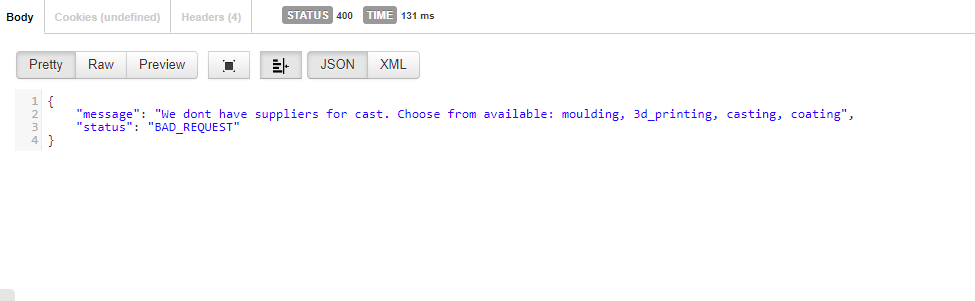 Body Cookies (undefined) Headers (4) STATUS 400 TIME 131 ms
Pretty Raw Preview JSON XML
1 {
2 "message": "We dont have suppliers for cast. Choose from available: moulding, 3d_printing, casting, coating",
3 "status": "BAD_REQUEST"
4 }